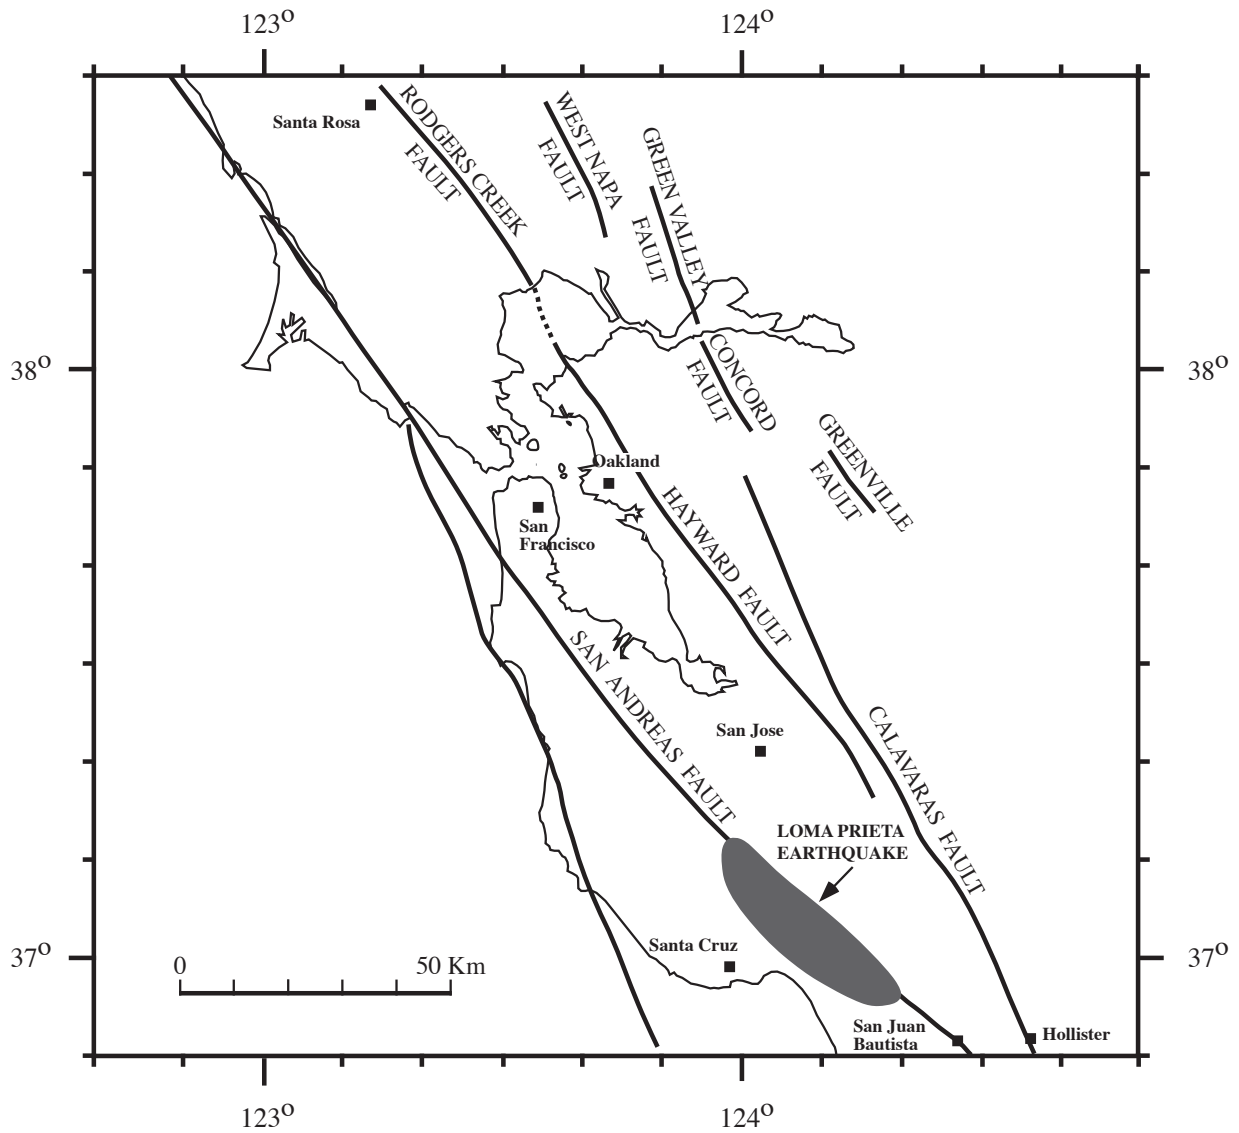 123° 124°
Santa Rosa
RODGERS CREEK
FAULT
WEST NAPA
FAULT
GREEN VALLEY
FAULT
38° 38°
CONCORD
FAULT
GREENVILLE
FAULT
Oakland
San
Francisco
HAYWARD FAULT
SAN ANDREAS FAULT
San Jose
CALAVARAS FAULT
LOMA PRIETA
EARTHQUAKE
Santa Cruz
37° 37°
0 50 Km
San Juan
Bautista
Hollister
123° 124°